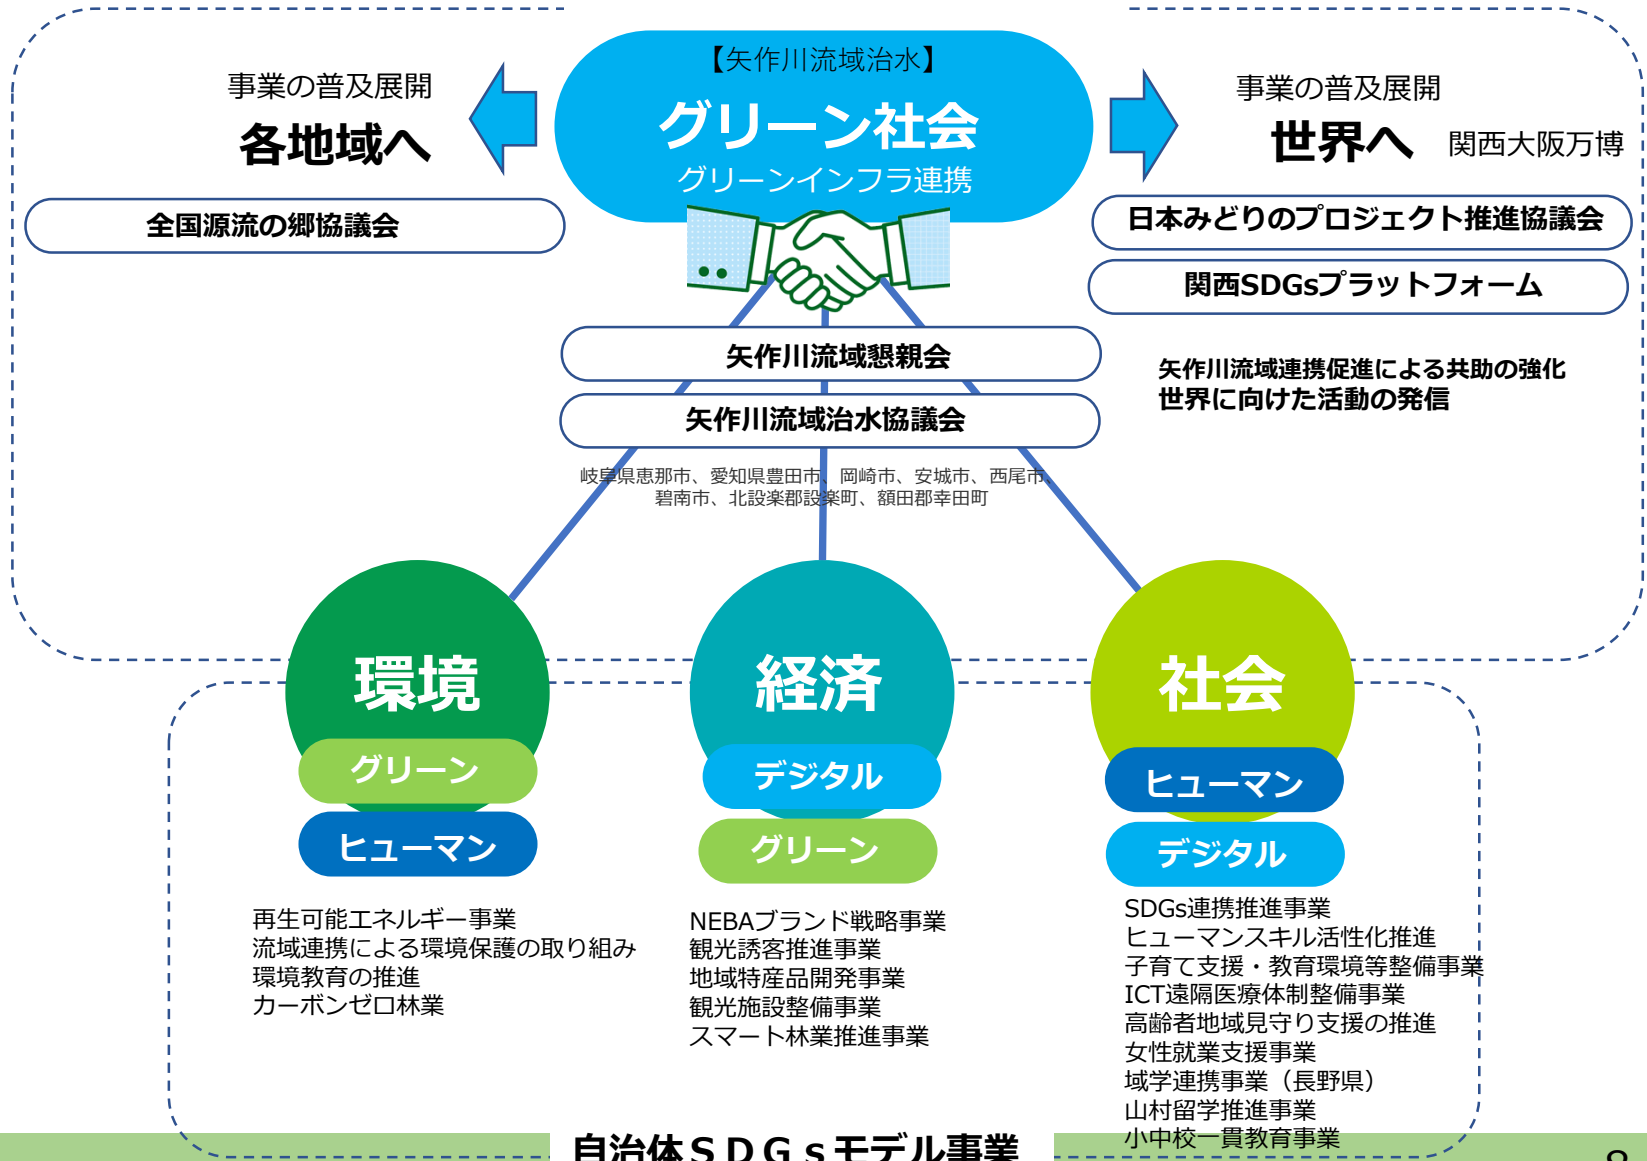 【矢作川流域治水】
グリーン社会
グリーンインフラ連携
事業の普及展開
各地域へ
全国源流の郷協議会
事業の普及展開
世界へ 関西大阪万博
日本みどりのプロジェクト推進協議会
関西SDGsプラットフォーム
矢作川流域懇親会
矢作川流域治水協議会
岐阜県恵那市、愛知県豊田市、岡崎市、安城市、西尾市、
碧南市、北設楽郡設楽町、額田郡幸田町
矢作川流域連携促進による共助の強化
世界に向けた活動の発信
環境
グリーン
ヒューマン
再生可能エネルギー事業
流域連携による環境保護の取り組み
環境教育の推進
カーボンゼロ林業
経済
デジタル
グリーン
NEBAブランド戦略事業
観光誘客推進事業
地域特産品開発事業
観光施設整備事業
スマート林業推進事業
社会
ヒューマン
デジタル
SDGs連携推進事業
ヒューマンスキル活性化推進
子育て支援・教育環境等整備事業
ICT遠隔医療体制整備事業
高齢者地域見守り支援の推進
女性就業支援事業
域学連携事業（長野県）
山村留学推進事業
小中校一貫教育事業
自治体ＳＤＧｓモデル事業
8